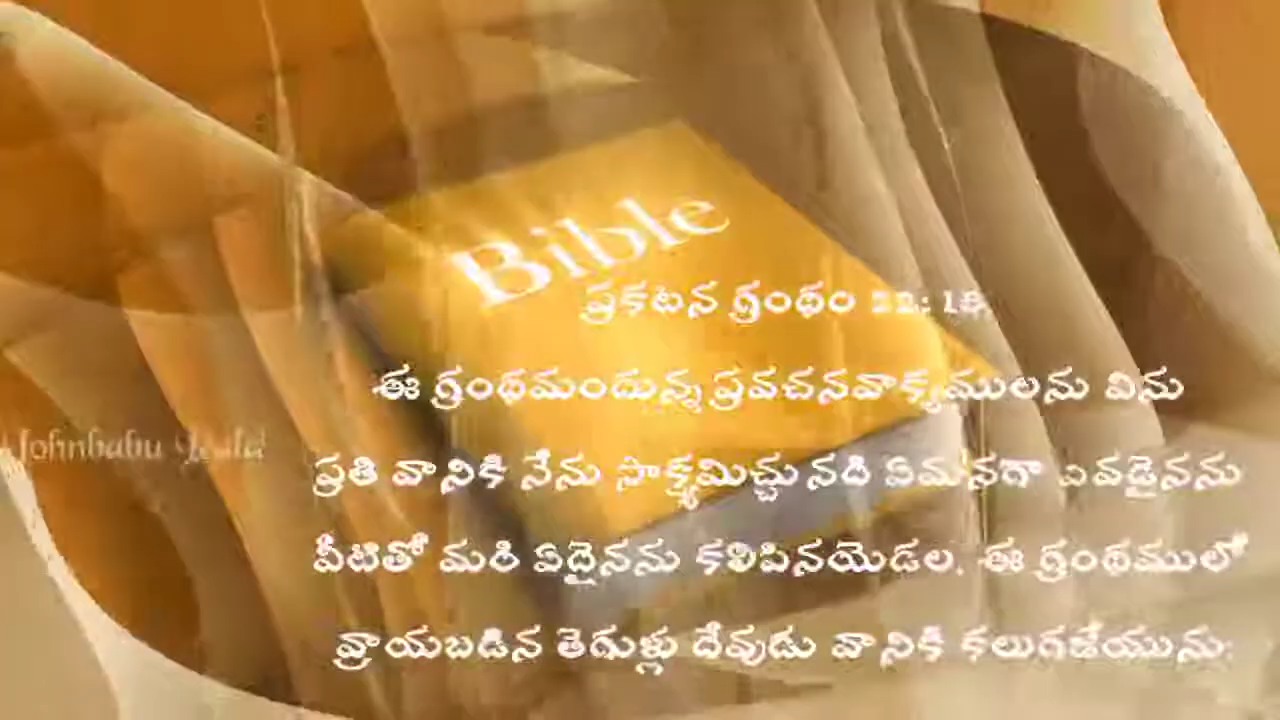 Bible
ప్రకటన గ్రంథం 22: 18
ఈ గ్రంథమందున్న ప్రవచనవాక్యములను విను
ప్రతి వానికి నేను సాక్ష్యమిచ్చునది ఏమనగా ఎవడైనను
వీటితో మరి ఏదైనను కలిపినయెడల, ఈ గ్రంథములో
Johnbabu
వ్రాయబడిన తెగుళ్లు దేవుడు వానికి కలుగజేయును;